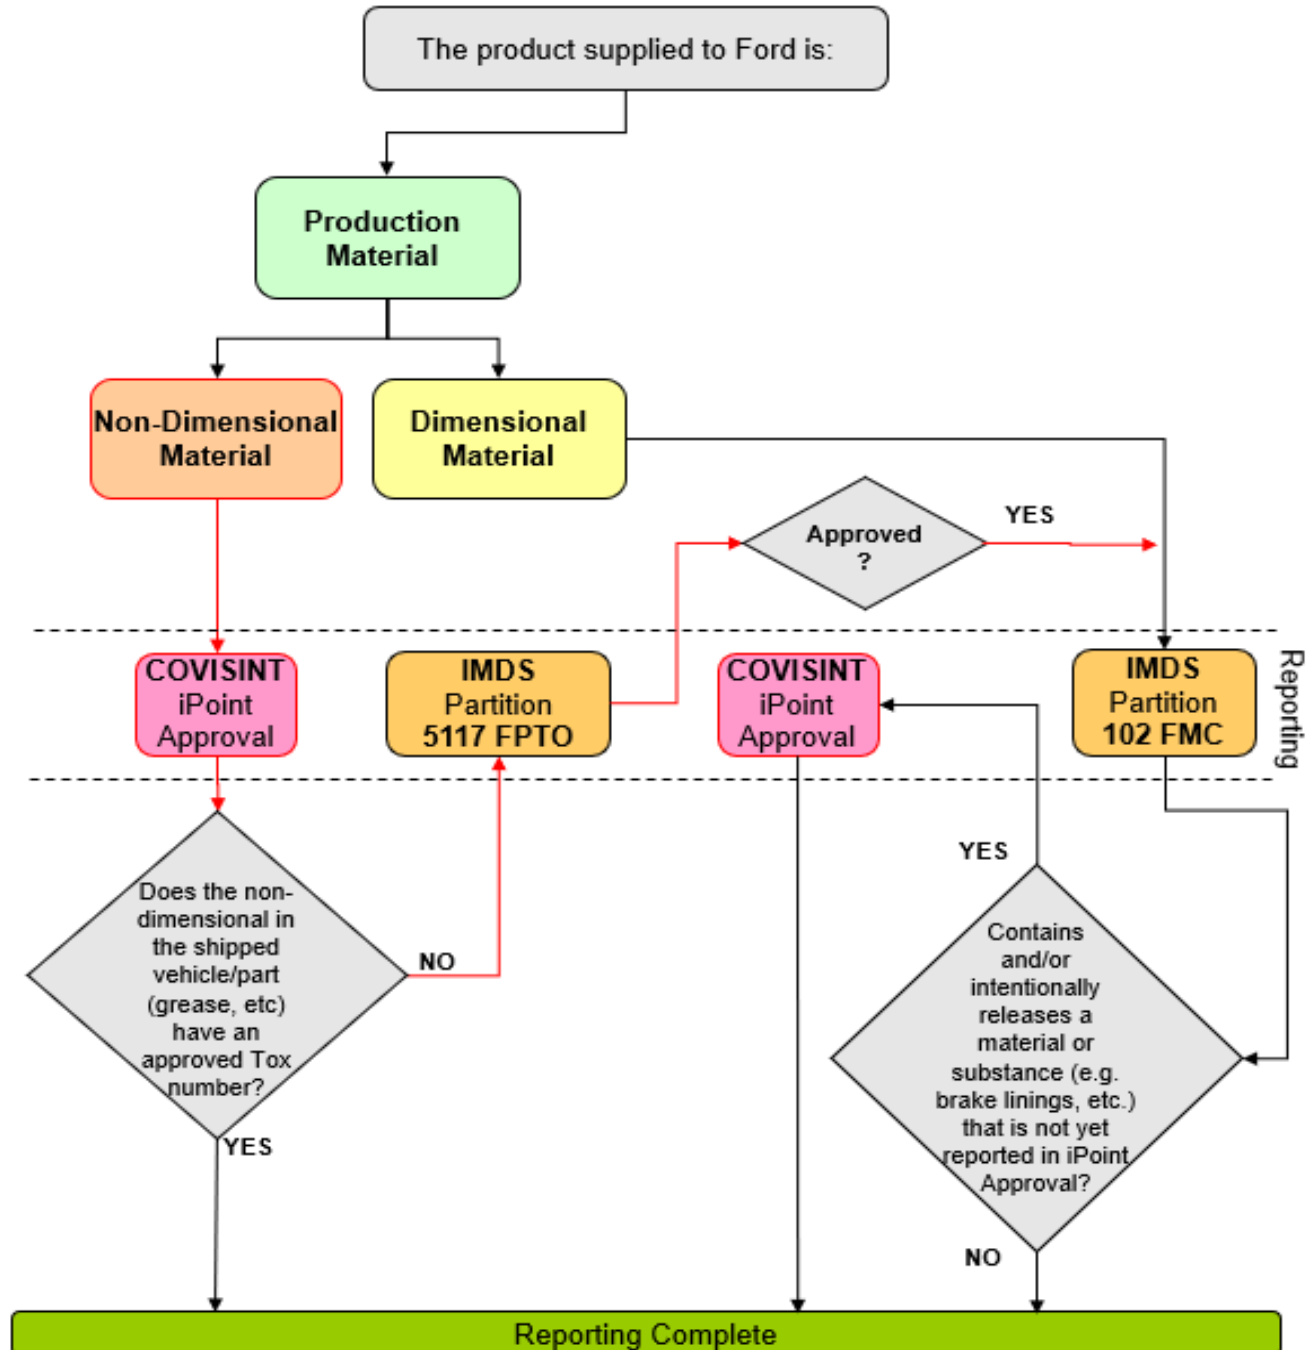 The product supplied to Ford is:
Production
Material
Non-Dimensional
Material
Dimensional
Material
Approved
?
YES
COVISINT
iPoint
Approval
IMDS
Partition
5117 FPTO
COVISINT
iPoint
Approval
IMDS
Partition
102 FMC
Reporting
Does the non-
dimensional in
the shipped
vehicle/part
(grease, etc)
have an
approved Tox
number?
NO
YES
YES
Contains
and/or
intentionally
releases a
material or
substance (e.g.
brake linings, etc.)
that is not yet
reported in iPoint
Approval?
NO
Reporting Complete